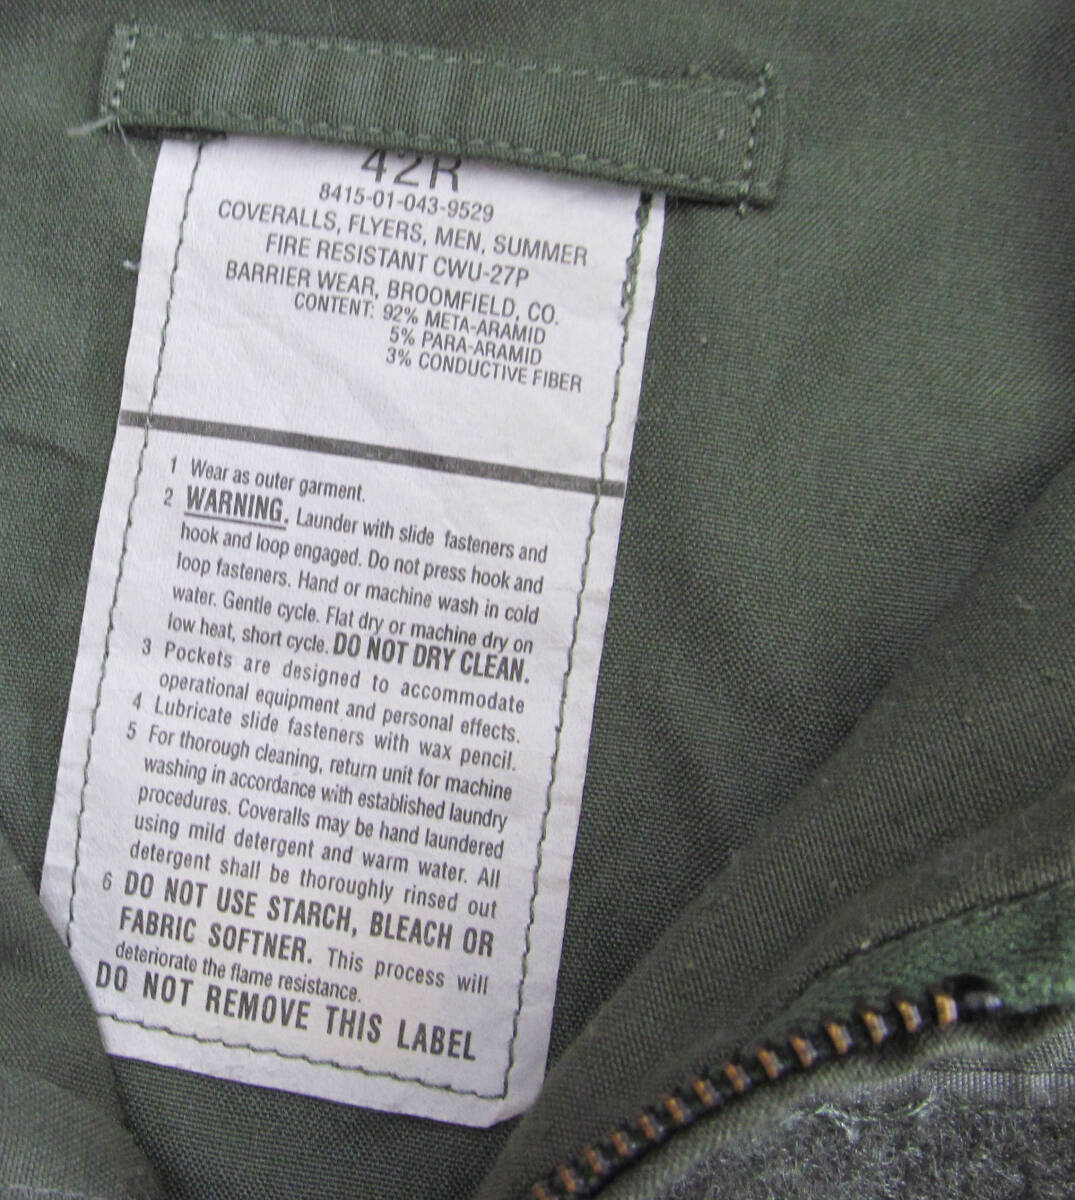 42R
8415-01-043-9529
COVERALLS, FLYERS, MEN, SUMMER
FIRE RESISTANT CWU-27P
BARRIER WEAR, BROOMFIELD, CO.
CONTENT: 92% META-ARAMID
5% PARA-ARAMID
3% CONDUCTIVE FIBER
1 Wear as outer garment.
2 WARNING. Launder with slide fasteners and
hook and loop engaged. Do not press hook and
loop fasteners. Hand or machine wash in cold
water. Gentle cycle. Flat dry or machine dry on
low heat, short cycle. DO NOT DRY CLEAN.
3 Pockets are designed to accommodate
operational equipment and personal effects.
4 Lubricate slide fasteners with wax pencil.
5 For thorough cleaning, return unit for machine
washing in accordance with established laundry
procedures. Coveralls may be hand laundered
using mild detergent and warm water. All
detergent shall be thoroughly rinsed out
6 DO NOT USE STARCH, BLEACH OR
FABRIC SOFTNER. This process will
deteriorate the flame resistance.
DO NOT REMOVE THIS LABEL